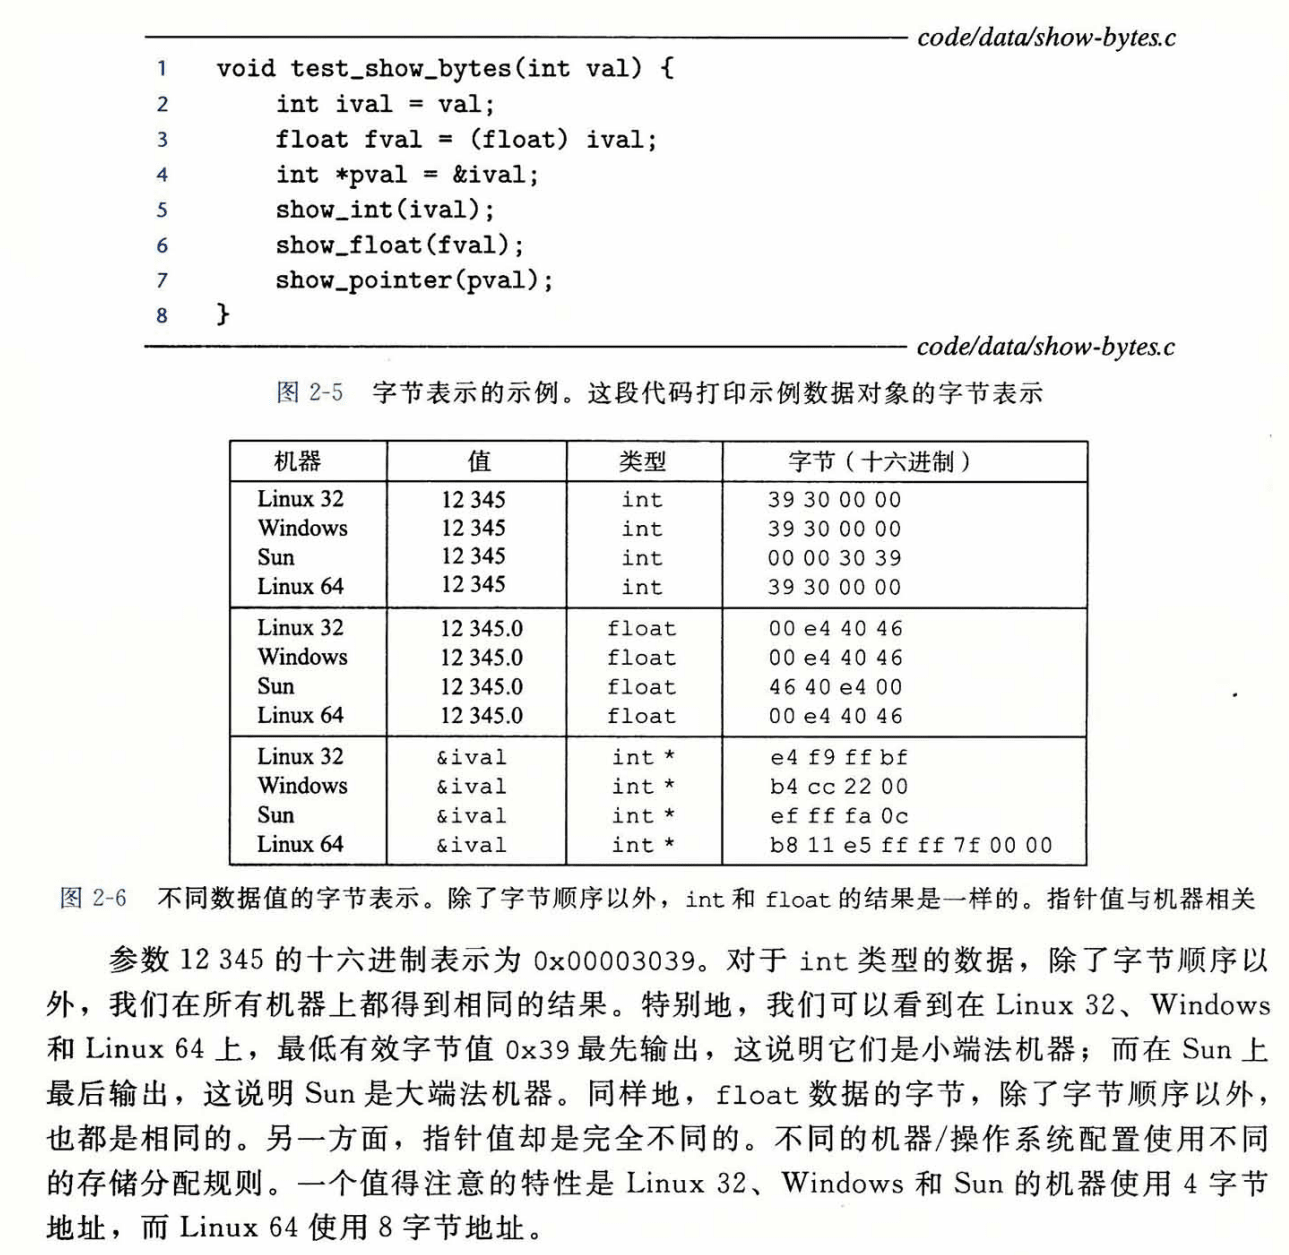 code/data/show-bytes.c
1 void test_show_bytes(int val) {
2 int ival = val;
3 float fval = (float) ival;
4 int *pval = &ival;
5 show_int(ival);
6 show_float(fval);
7 show_pointer(pval);
8 }
code/data/show-bytes.c
图 2-5 字节表示的示例。这段代码打印示例数据对象的字节表示
机器 值 类型 字节（十六进制）
Linux 32 12 345 int 39 30 00 00
Windows 12 345 int 39 30 00 00
Sun 12 345 int 00 00 30 39
Linux 64 12 345 int 39 30 00 00
Linux 32 12 345.0 float 00 e4 40 46
Windows 12 345.0 float 00 e4 40 46
Sun 12 345.0 float 46 40 e4 00
Linux 64 12 345.0 float 00 e4 40 46
Linux 32 &ival int * e4 f9 ff bf
Windows &ival int * b4 cc 22 00
Sun &ival int * ef ff fa 0c
Linux 64 &ival int * b8 11 e5 ff ff 7f 00 00
图 2-6 不同数据值的字节表示。除了字节顺序以外，int 和 float 的结果是一样的。指针值与机器相关
参数 12 345 的十六进制表示为 0x00003039。对于 int 类型的数据，除了字节顺序以
外，我们在所有机器上都得到相同的结果。特别地，我们可以看到在 Linux 32、Windows
和 Linux 64 上，最低有效字节值 0x39 最先输出，这说明它们是小端法机器；而在 Sun 上
最后输出，这说明 Sun 是大端法机器。同样地，float 数据的字节，除了字节顺序以外，
也都是相同的。另一方面，指针值却是完全不同的。不同的机器/操作系统配置使用不同
的存储分配规则。一个值得注意的特性是 Linux 32、Windows 和 Sun 的机器使用 4 字节
地址，而 Linux 64 使用 8 字节地址。